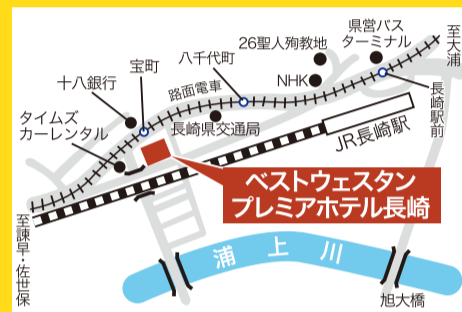 至大浦
県営バス
ターミナル
26聖人殉教地
NHK
八千代町
宝町
路面電車
十八銀行
タイムズ
カーレンタル
長崎県交通局
長崎駅前
JR長崎駅
ベストウェスタン
プレミアホテル長崎
至諫早・佐世保
浦上川
旭大橋